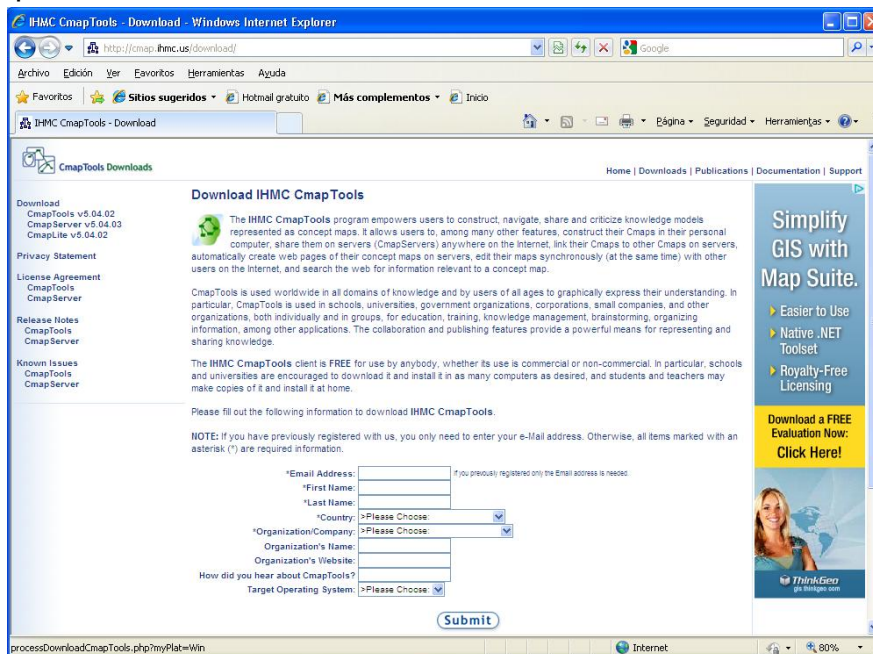 IHMC CmapTools - Download - Windows Internet Explorer
http://cmap.ihmc.us/download/
Google
Archivo Edición Ver Favoritos Herramientas Ayuda
Favoritos Sitios sugeridos Hotmail gratuito Más complementos Inicio
IHMC CmapTools - Download
Página Seguridad Herramientas
CmapTools Downloads
Home | Downloads | Publications | Documentation | Support
Download
CmapTools v5.04.02
CmapServer v5.04.03
CmapLite v5.04.02
Privacy Statement
License Agreement
CmapTools
CmapServer
Release Notes
CmapTools
CmapServer
Known Issues
CmapTools
CmapServer
Download IHMC CmapTools
The IHMC CmapTools program empowers users to construct, navigate, share and criticize knowledge models
represented as concept maps. It allows users to, among many other features, construct their Cmaps in their personal
computer, share them on servers (CmapServers) anywhere on the Internet, link their Cmaps to other Cmaps on servers,
automatically create web pages of their concept maps on servers, edit their maps synchronously (at the same time) with other
users on the Internet, and search the web for information relevant to a concept map.
CmapTools is used worldwide in all domains of knowledge and by users of all ages to graphically express their understanding. In
particular, CmapTools is used in schools, universities, government organizations, corporations, small companies, and other
organizations, both individually and in groups, for education, training, knowledge management, brainstorming, organizing
information, among other applications. The collaboration and publishing features provide a powerful means for representing and
sharing knowledge.
The IHMC CmapTools client is FREE for use by anybody, whether its use is commercial or non-commercial. In particular, schools
and universities are encouraged to download it and install it in as many computers as desired, and students and teachers may
make copies of it and install it at home.
Please fill out the following information to download IHMC CmapTools.
NOTE: If you have previously registered with us, you only need to enter your e-Mail address. Otherwise, all items marked with an
asterisk (*) are required information.
*Email Address: If you previously registered only the Email address is needed.
*First Name:
*Last Name:
*Country: >Please Choose:
*Organization/Company: >Please Choose:
Organization's Name:
Organization's Website:
How did you hear about CmapTools?
Target Operating System: >Please Choose:
Submit
Simplify
GIS with
Map Suite.
Easier to Use
Native .NET
Toolset
Royalty-Free
Licensing
Download a FREE
Evaluation Now:
Click Here!
ThinkGeo
gis thinkgeo com
processDownloadCmapTools.php?myPlat=Win
Internet
80%